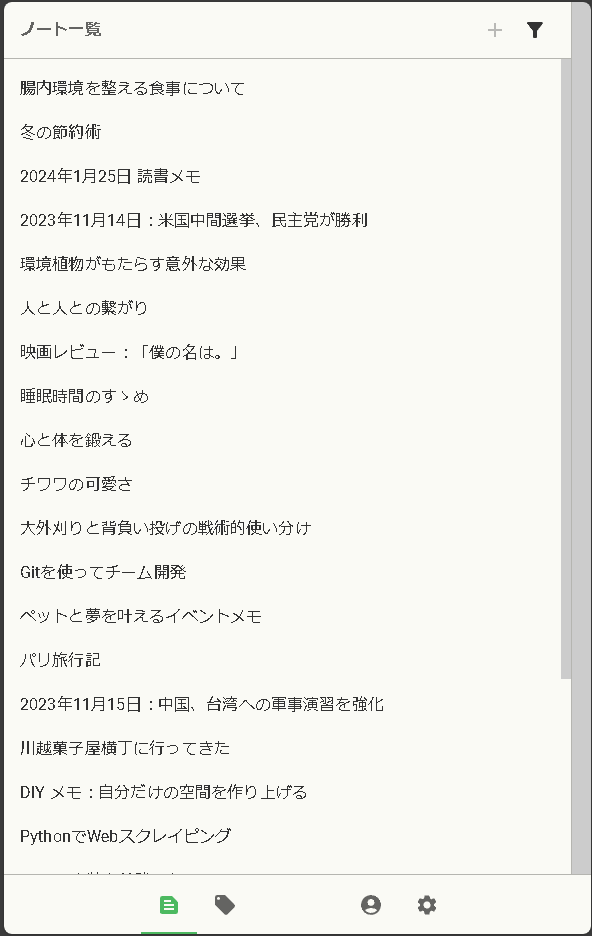 ノート一覧
腸内環境を整える食事について
冬の節約術
2024年1月25日 読書メモ
2023年11月14日：米国中間選挙、民主党が勝利
環境植物がもたらす意外な効果
人と人との繋がり
映画レビュー：「僕の名は。」
睡眠時間のすゝめ
心と体を鍛える
チワワの可愛さ
大外刈りと背負い投げの戦術的使い分け
Gitを使ってチーム開発
ペットと夢を叶えるイベントメモ
パリ旅行記
2023年11月15日：中国、台湾への軍事演習を強化
川越菓子屋横丁に行ってきた
DIY メモ：自分だけの空間を作り上げる
PythonでWebスクレイピング